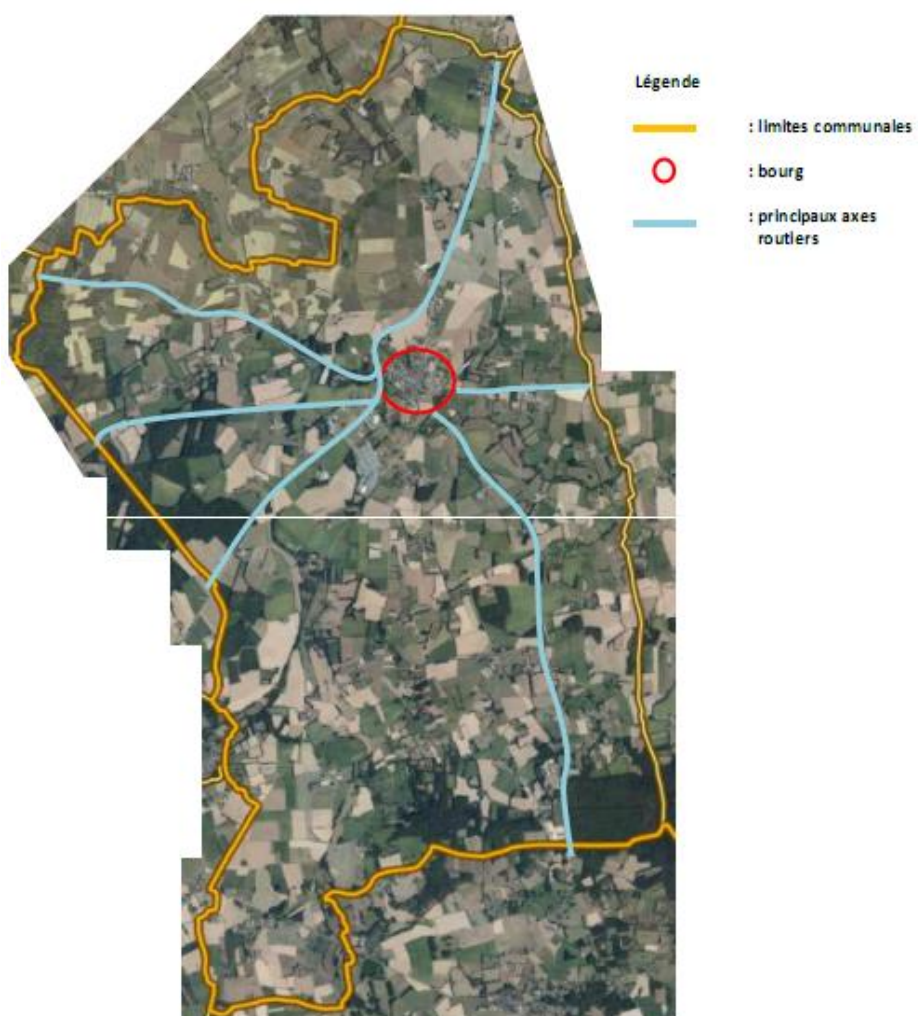 Légende
: limites communales
: bourg
: principaux axes
routiers